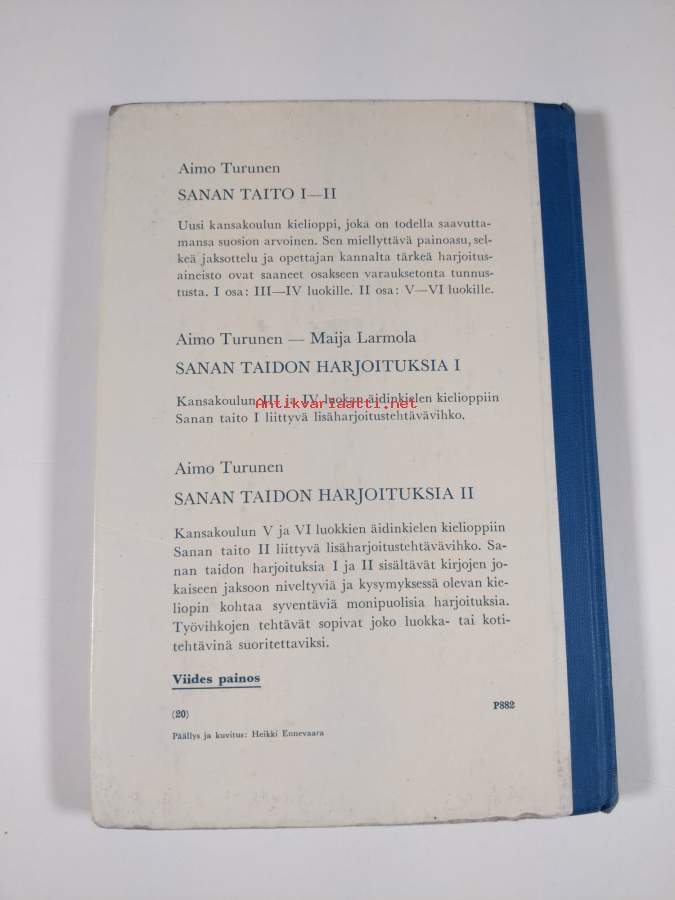 Aimo Turunen
SANAN TAITO I—II
Uusi kansakoulun kielioppi, joka on todella saavutta-
mansa suosion arvoinen. Sen miellyttävä painoasu, sel-
keä jaksottelu ja opettajan kannalta tärkeä harjoitus-
aineisto ovat saaneet osakseen varauksetonta tunnus-
tusta. I osa: III—IV luokille. II osa: V—VI luokille.
Aimo Turunen — Maija Larmola
SANAN TAIDON HARJOITUKSIA I
Kansakoulun III ja IV luokan äidinkielen kielioppiin
Antikvariaatti.net
Sanan taito I liittyvä lisäharjoitustehtävävihko.
Aimo Turunen
SANAN TAIDON HARJOITUKSIA II
Kansakoulun V ja VI luokkien äidinkielen kielioppiin
Sanan taito II liittyvä lisäharjoitustehtävävihko. Sa-
nan taidon harjoituksia I ja II sisältävät kirjojen jo-
kaiseen jaksoon niveltyviä ja kysymyksessä olevan kie-
liopin kohtaa syventäviä monipuolisia harjoituksia.
Työvihkojen tehtävät sopivat joko luokka- tai koti-
tehtävinä suoritettaviksi.
Viides painos
(20) P882
Päällys ja kuvitus: Heikki Ennevaara